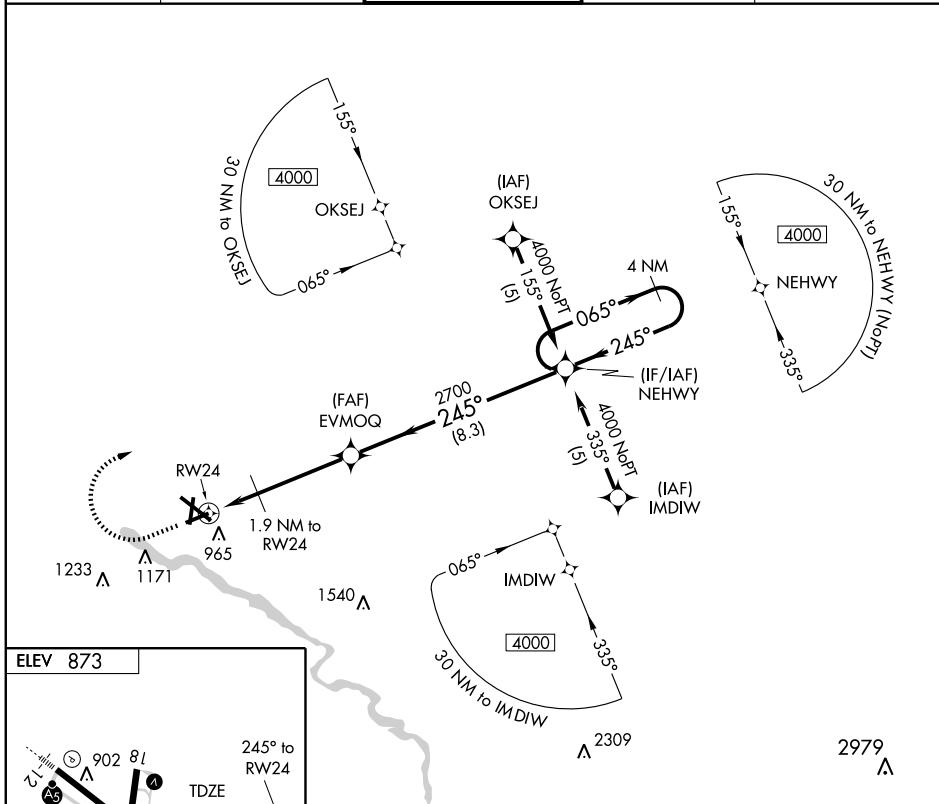 155°
30 NM to OKSEJ
4000
OKSEJ
065°
(IAF)
OKSEJ
4000 NoPT
155°
(5)
4 NM
065°
245°
(IF/IAF)
NEHWY
155°
30 NM to NEHWY (NoPT)
4000
NEHWY
335°
(FAF)
EVMOQ
2700
245°
(8.3)
4000 NoPT
335°
(5)
(IAF)
IMDIW
RW24
1.9 NM to
RW24
965
1233
1171
1540
065°
IMDIW
4000
335°
30 NM to IMDIW
2309
2979
ELEV 873
902
P
18
V
12
A5
245° to
RW24
TDZE